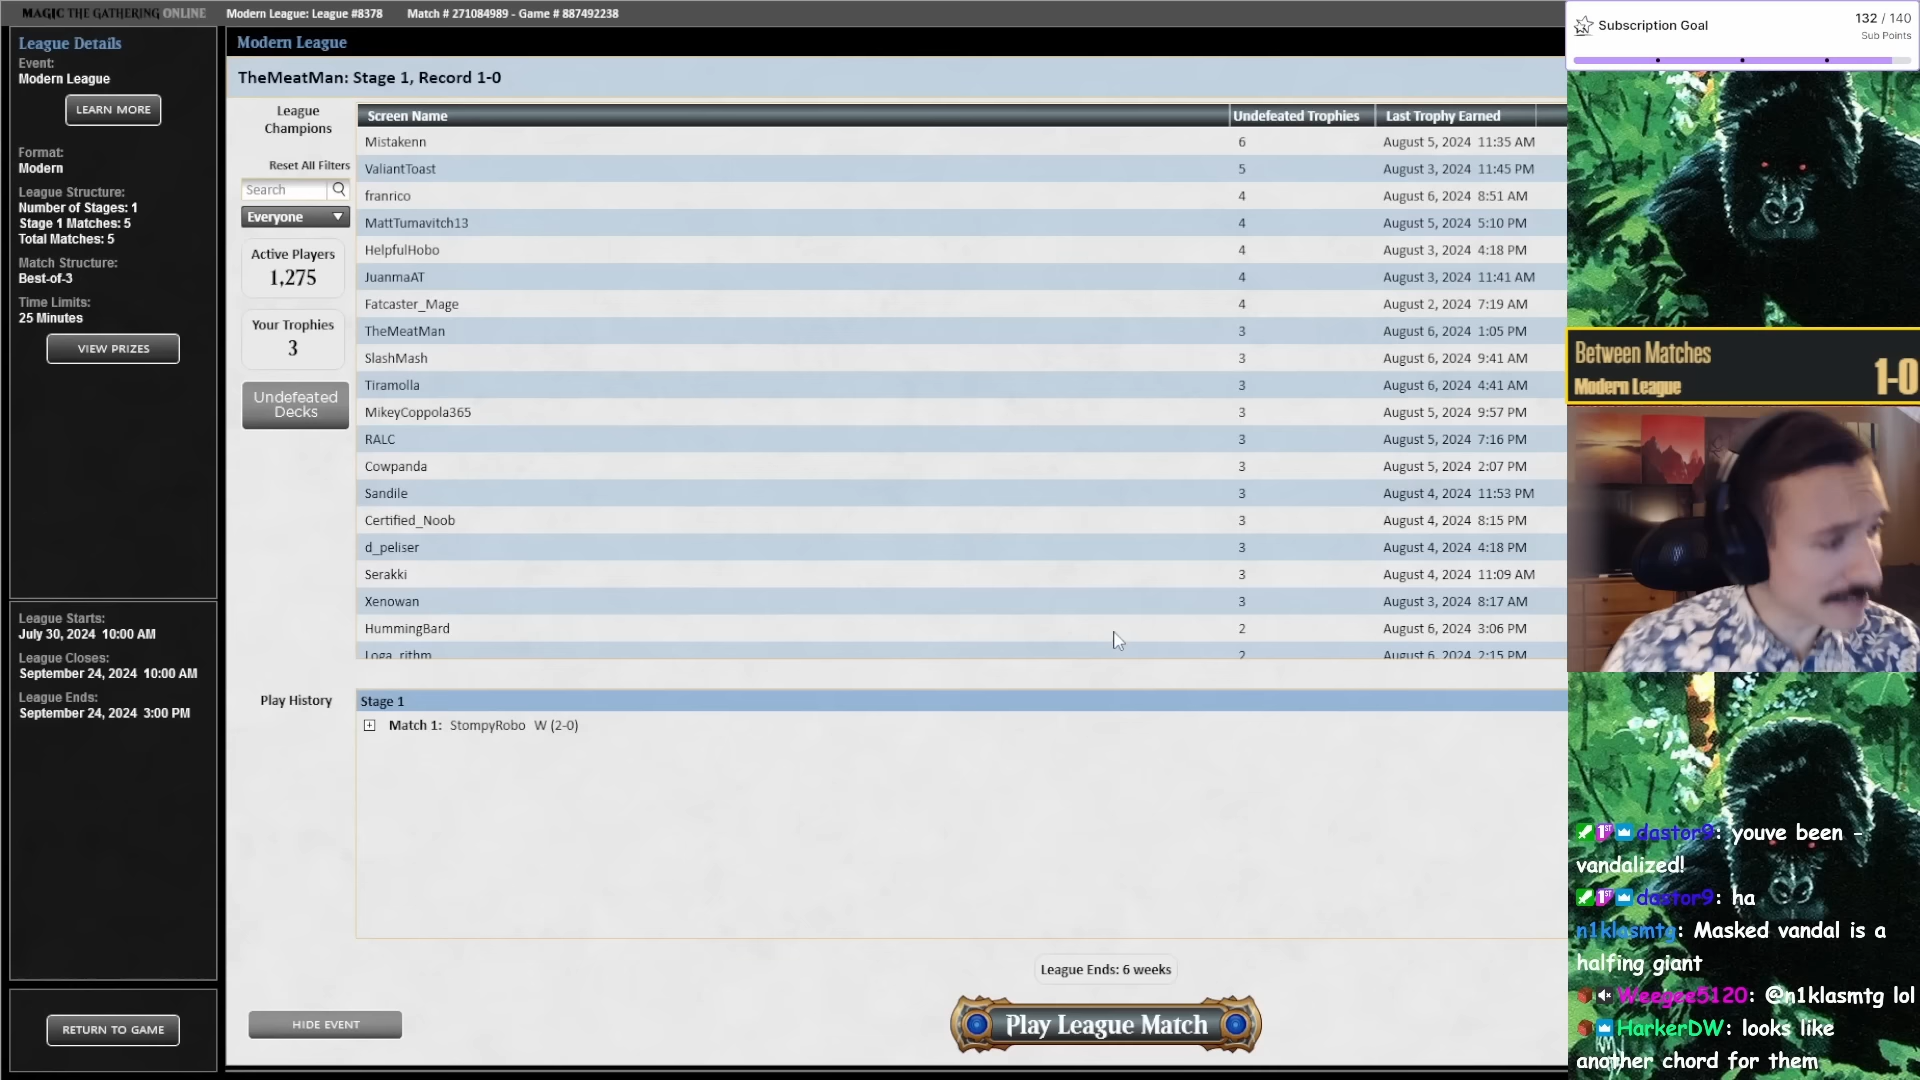 MAGIC THE GATHERING ONLINE
Modern League: League #8378
Match # 271084989 - Game # 887492238
League Details
Event:
Modern League
LEARN MORE
Format:
Modern
League Structure:
Number of Stages: 1
Stage 1 Matches: 5
Total Matches: 5
Match Structure:
Best-of-3
Time Limits:
25 Minutes
VIEW PRIZES
League Starts:
July 30, 2024 10:00 AM
League Closes:
September 24, 2024 10:00 AM
League Ends:
September 24, 2024 3:00 PM
RETURN TO GAME
Modern League
TheMeatMan: Stage 1, Record 1-0
League
Champions
Reset All Filters
Search
Everyone
Active Players
1,275
Your Trophies
3
Undefeated
Decks
Screen Name Undefeated Trophies Last Trophy Earned
Mistakenn 6 August 5, 2024 11:35 AM
ValiantToast 5 August 3, 2024 11:45 PM
franrico 4 August 6, 2024 8:51 AM
MattTumavitch13 4 August 5, 2024 5:10 PM
HelpfulHobo 4 August 3, 2024 4:18 PM
JuanmaAT 4 August 3, 2024 11:41 AM
Fatcaster_Mage 4 August 2, 2024 7:19 AM
TheMeatMan 3 August 6, 2024 1:05 PM
SlashMash 3 August 6, 2024 9:41 AM
Tiramolla 3 August 6, 2024 4:41 AM
MikeyCoppola365 3 August 5, 2024 9:57 PM
RALC 3 August 5, 2024 7:16 PM
Cowpanda 3 August 5, 2024 2:07 PM
Sandile 3 August 4, 2024 11:53 PM
Certified_Noob 3 August 4, 2024 8:15 PM
d_peliser 3 August 4, 2024 4:18 PM
Serakki 3 August 4, 2024 11:09 AM
Xenowan 3 August 3, 2024 8:17 AM
HummingBard 2 August 6, 2024 3:06 PM
Loga_rithm 2 August 6, 2024 2:15 PM
Play History
Stage 1
Match 1: StompyRobo W (2-0)
League Ends: 6 weeks
HIDE EVENT
Play League Match
Subscription Goal
132 / 140
Sub Points
Between Matches
Modern League
1-0
dastor9: youve been -
vandalized!
dastor9: ha
n1klasmtg: Masked vandal is a
halfing giant
Weegee5120: @n1klasmtg lol
HarkerDW: looks like
another chord for them